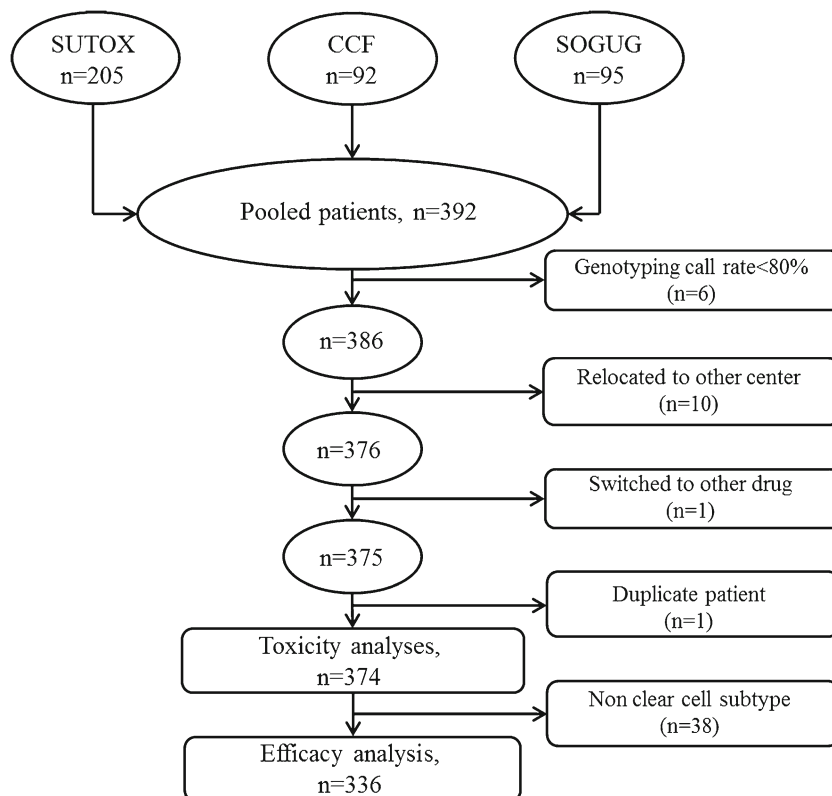 SUTOX
n=205
CCF
n=92
SOGUG
n=95
Pooled patients, n=392
Genotyping call rate<80%
(n=6)
n=386
Relocated to other center
(n=10)
n=376
Switched to other drug
(n=1)
n=375
Duplicate patient
(n=1)
Toxicity analyses,
n=374
Non clear cell subtype
(n=38)
Efficacy analysis,
n=336